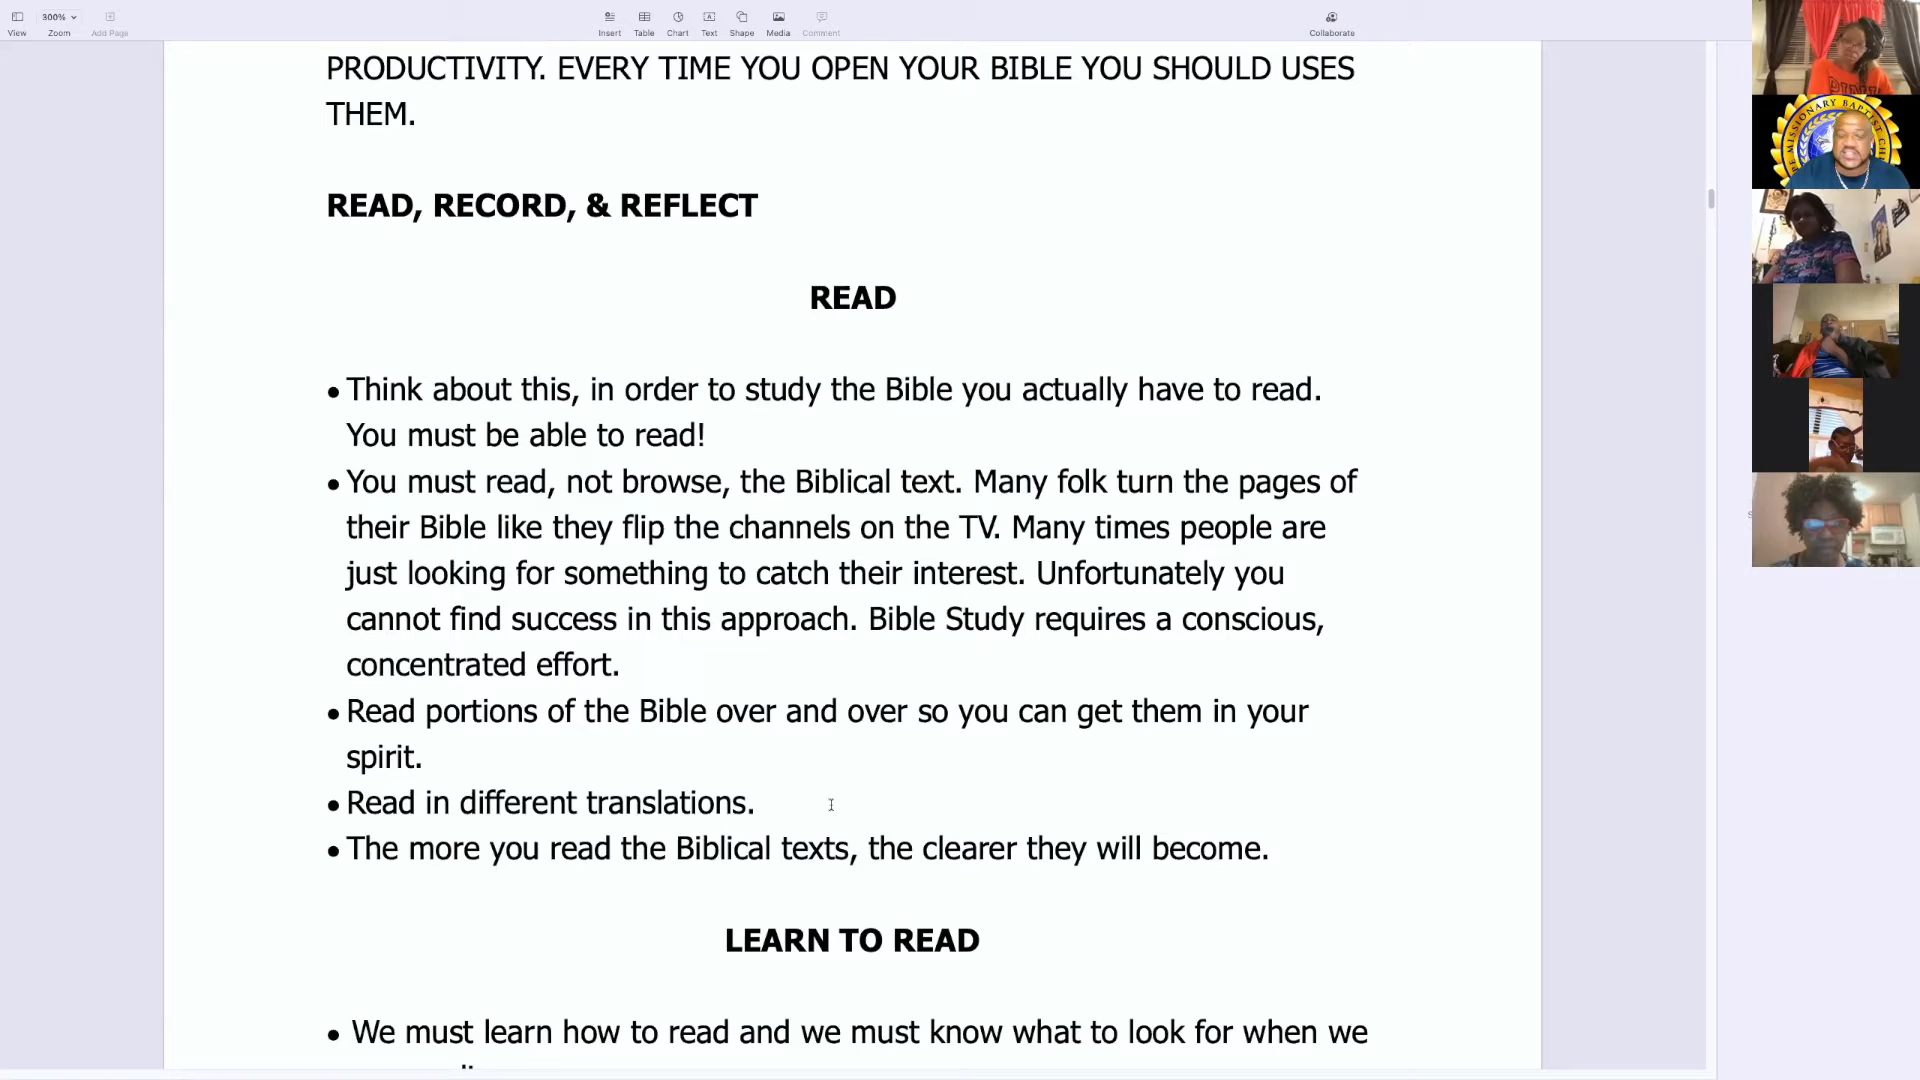 View
300%
Zoom
Add Page
Insert
Table
Chart
Text
Shape
Media
Comment
Collaborate
PRODUCTIVITY. EVERY TIME YOU OPEN YOUR BIBLE YOU SHOULD USES
THEM.
READ, RECORD, & REFLECT
READ
• Think about this, in order to study the Bible you actually have to read.
You must be able to read!
• You must read, not browse, the Biblical text. Many folk turn the pages of
their Bible like they flip the channels on the TV. Many times people are
just looking for something to catch their interest. Unfortunately you
cannot find success in this approach. Bible Study requires a conscious,
concentrated effort.
• Read portions of the Bible over and over so you can get them in your
spirit.
• Read in different translations.
• The more you read the Biblical texts, the clearer they will become.
LEARN TO READ
• We must learn how to read and we must know what to look for when we
MISSIONARY BAPTIST